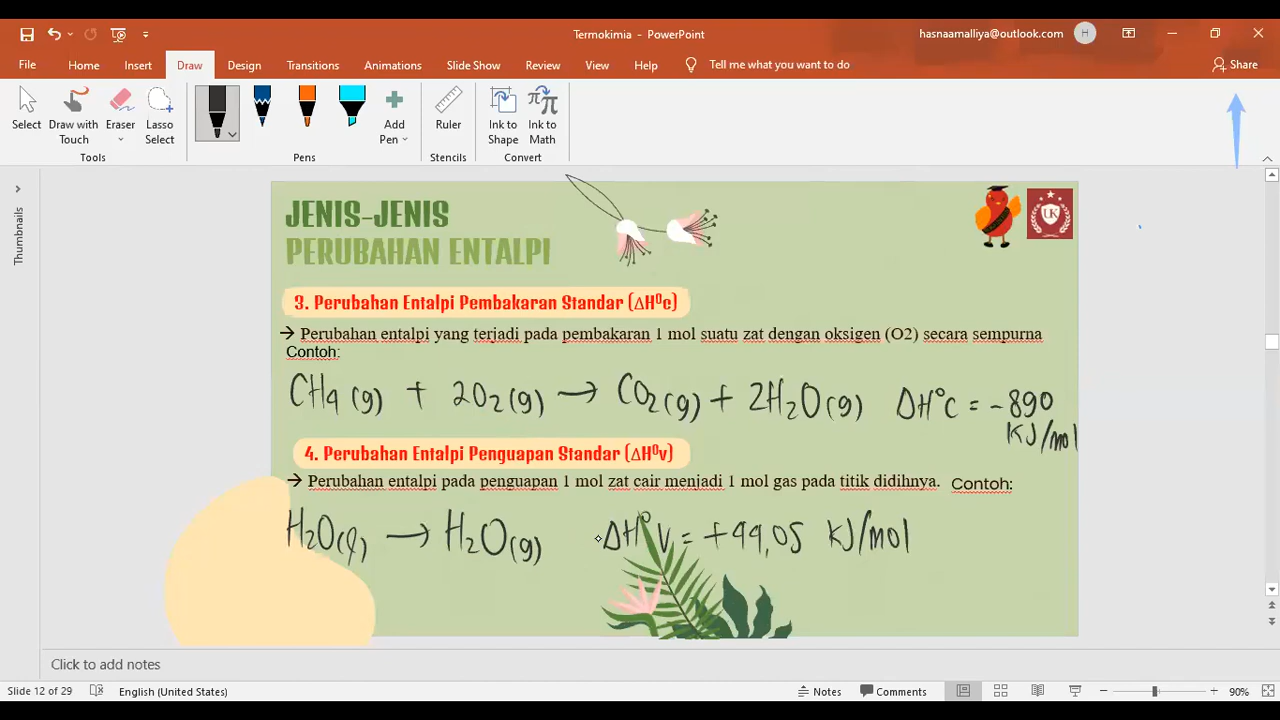 Termokimia - PowerPoint
hasnaamalliya@outlook.com
H
File Home Insert Draw Design Transitions Animations Slide Show Review View Help Tell me what you want to do
Share
Select
Draw with Touch
Eraser
Lasso Select
Add Pen
Ruler
Ink to Shape
Ink to Math
Tools Pens Stencils Convert
Thumbnails
JENIS-JENIS
UK
PERUBAHAN ENTALPI
3. Perubahan Entalpi Pembakaran Standar (ΔH⁰c)
→ Perubahan entalpi yang terjadi pada pembakaran 1 mol suatu zat dengan oksigen (O2) secara sempurna
Contoh:
CH4 (g) + 2O2 (g) → CO2 (g) + 2H2O (g) ΔH°C = -890
KJ/mol
4. Perubahan Entalpi Penguapan Standar (ΔH⁰v)
→ Perubahan entalpi pada penguapan 1 mol zat cair menjadi 1 mol gas pada titik didihnya. Contoh:
H2O(l) → H2O(g) ΔH°V = +44,05 KJ/mol
Click to add notes
Slide 12 of 29 English (United States) Notes Comments 90%